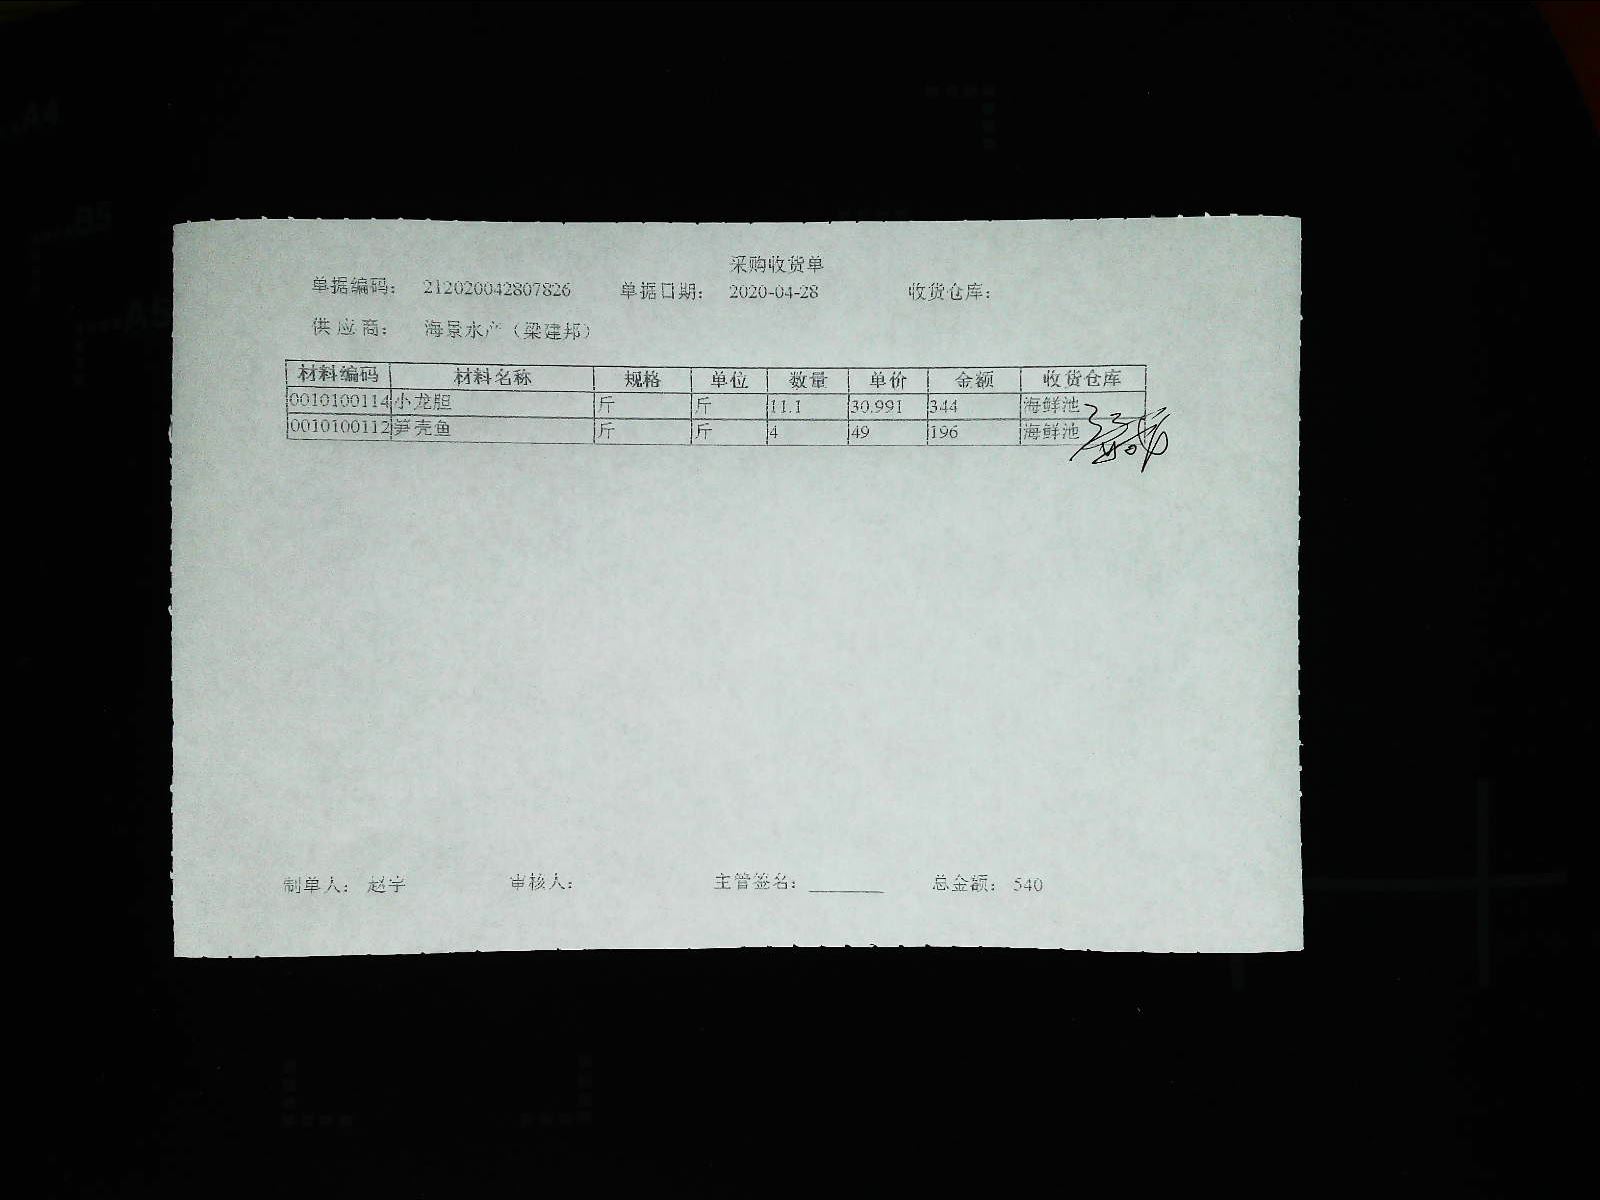 采购收货单
单据编码： 212020042807826 单据日期： 2020-04-28 收货仓库：
供应商： 海景水产（梁建邦）
材料编码 材料名称 规格 单位 数量 单价 金额 收货仓库
0010100114 小龙胆 斤 斤 11.1 30.991 344 海鲜池
0010100112 笋壳鱼 斤 斤 4 49 196 海鲜池
制单人： 赵宇 审核人： 主管签名：_______ 总金额： 540
A4
B5
A5